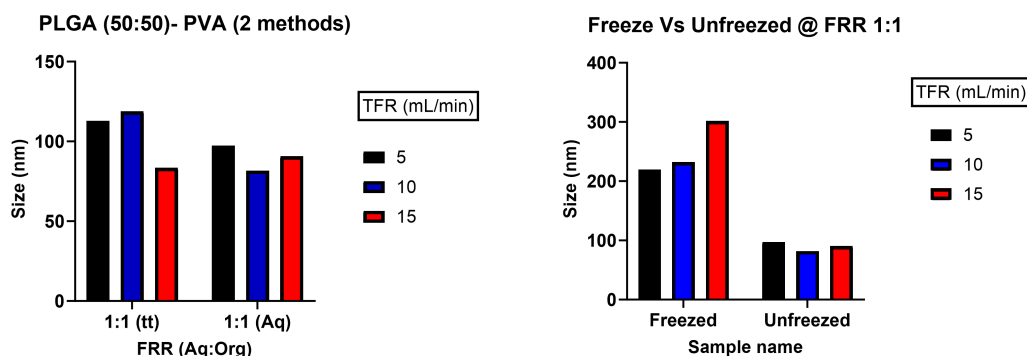 PLGA (50:50)- PVA (2 methods)
150
100
50
0
Size (nm)
1:1 (tt)
1:1 (Aq)
FRR (Aq:Org)
TFR (mL/min)
5
10
15
Freeze Vs Unfreezed @ FRR 1:1
400
300
200
100
0
Size (nm)
Freezed
Unfreezed
Sample name
TFR (mL/min)
5
10
15